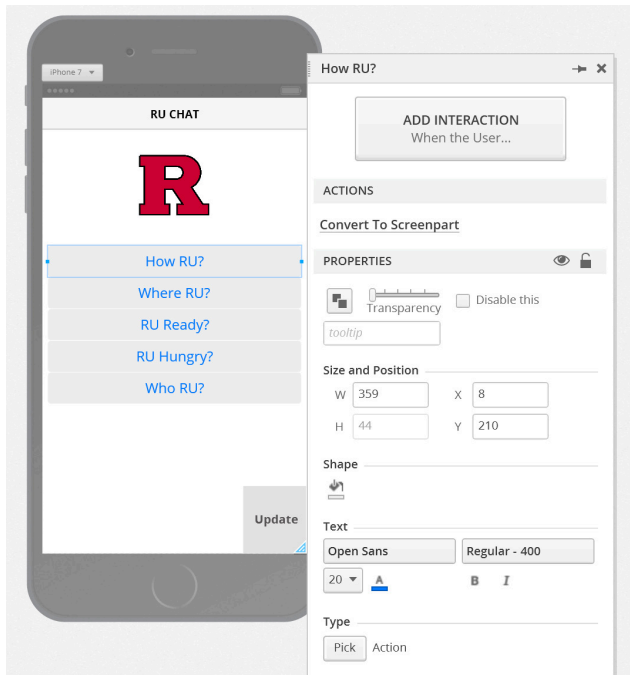 iPhone 7
RU CHAT
R
How RU?
Where RU?
RU Ready?
RU Hungry?
Who RU?
Update
How RU?
ADD INTERACTION
When the User...
ACTIONS
Convert To Screenpart
PROPERTIES
Transparency
Disable this
tooltip
Size and Position
W 359 X 8
H 44 Y 210
Shape
Text
Open Sans Regular - 400
20 A B I
Type
Pick Action